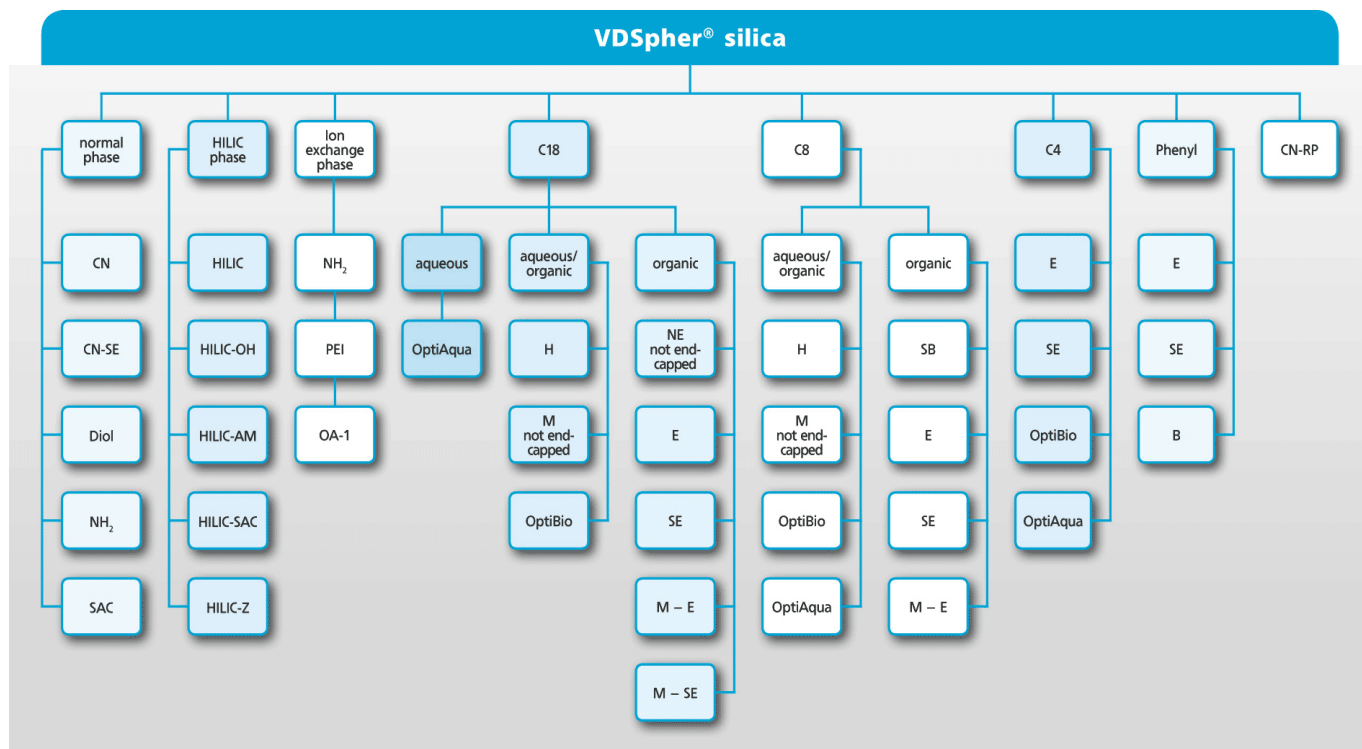 VDSpher® silica
normal
phase
HILIC
phase
Ion
exchange
phase
C18
C8
C4
Phenyl
CN-RP
CN
HILIC
NH₂
aqueous
aqueous/
organic
organic
aqueous/
organic
organic
E
E
CN-SE
HILIC-OH
PEI
OptiAqua
H
NE
not end-
capped
H
SB
SE
SE
Diol
HILIC-AM
OA-1
M
not end-
capped
E
M
not end-
capped
E
OptiBio
B
NH₂
HILIC-SAC
OptiBio
SE
OptiBio
SE
OptiAqua
SAC
HILIC-Z
M – E
OptiAqua
M – E
M – SE